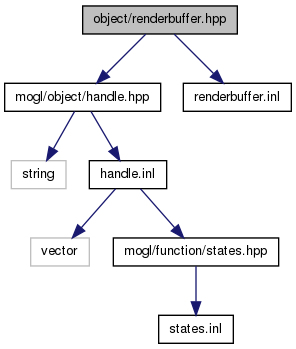 object/renderbuffer.hpp
mogl/object/handle.hpp
renderbuffer.inl
string
handle.inl
vector
mogl/function/states.hpp
states.inl